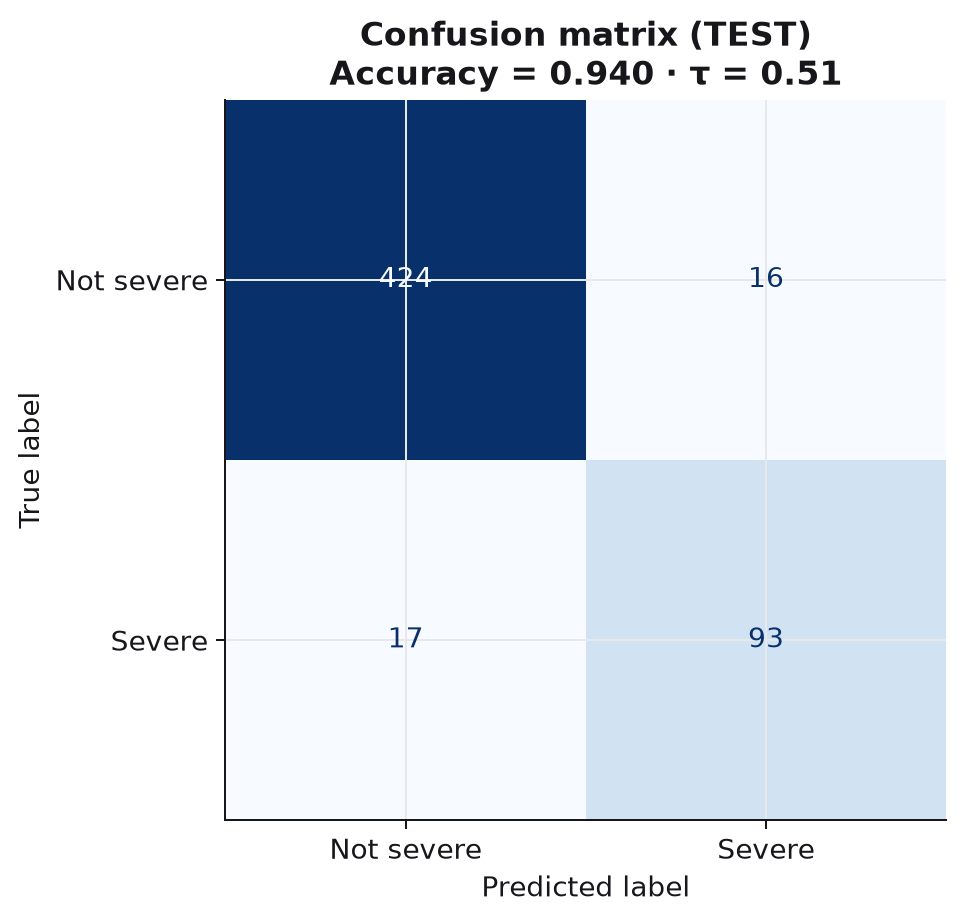 Confusion matrix (TEST)
Accuracy = 0.940 · τ = 0.51
Not severe
424
16
True label
Severe
17
93
Not severe
Severe
Predicted label